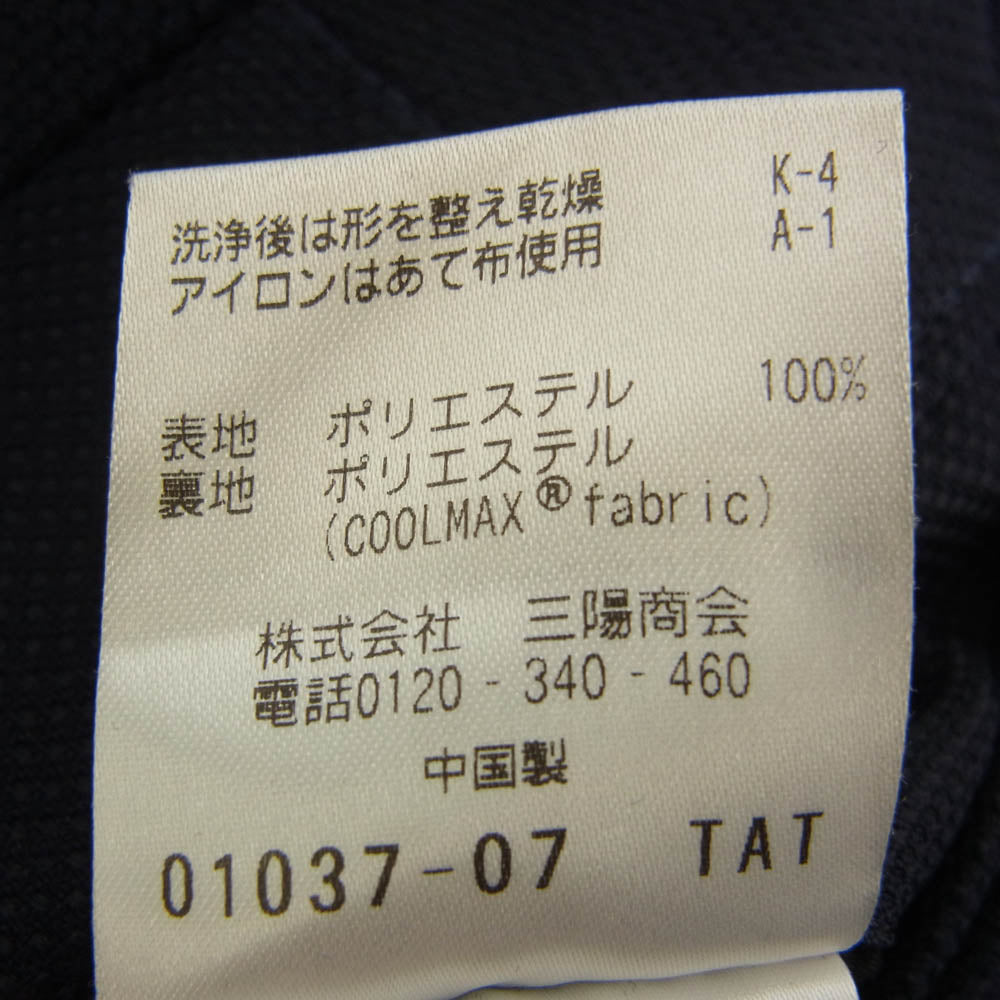 洗浄後は形を整え乾燥 K-4
アイロンはあて布使用 A-1
表地 ポリエステル 100%
裏地 ポリエステル
(COOLMAX®fabric)
株式会社 三陽商会
電話0120-340-460
中国製
01037-07 TAT